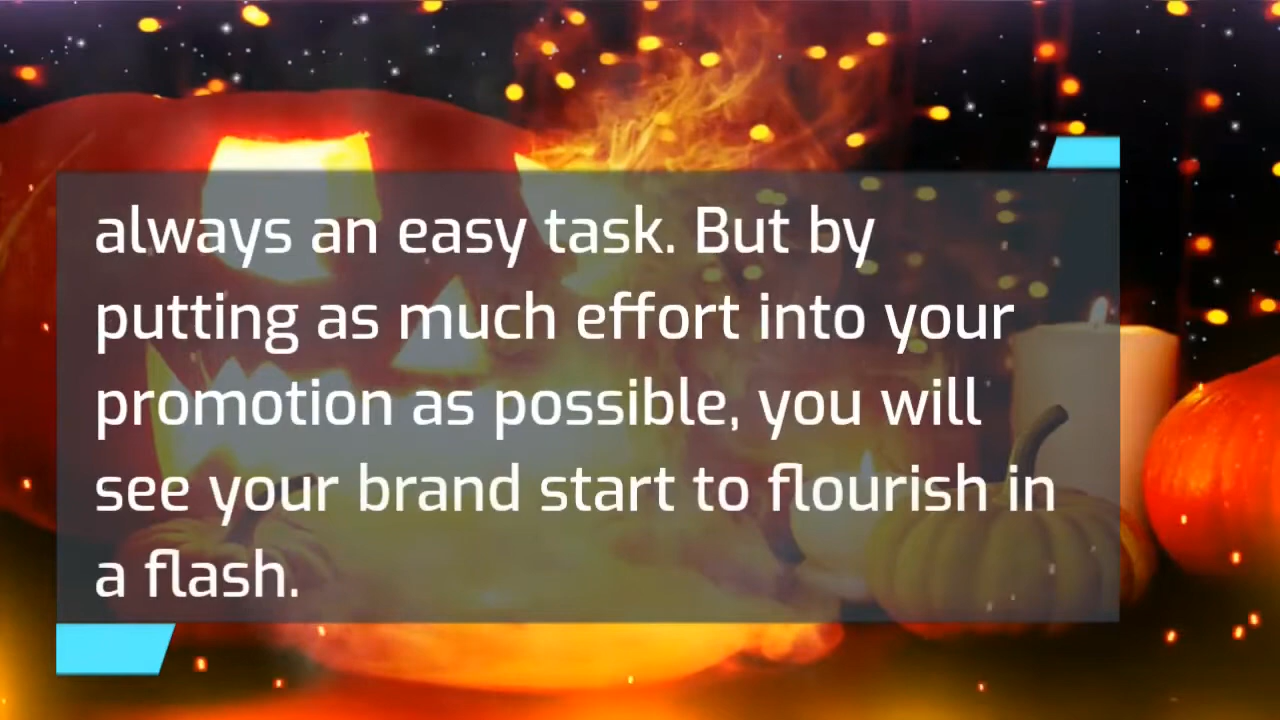 always an easy task. But by
putting as much effort into your
promotion as possible, you will
see your brand start to flourish in
a flash.